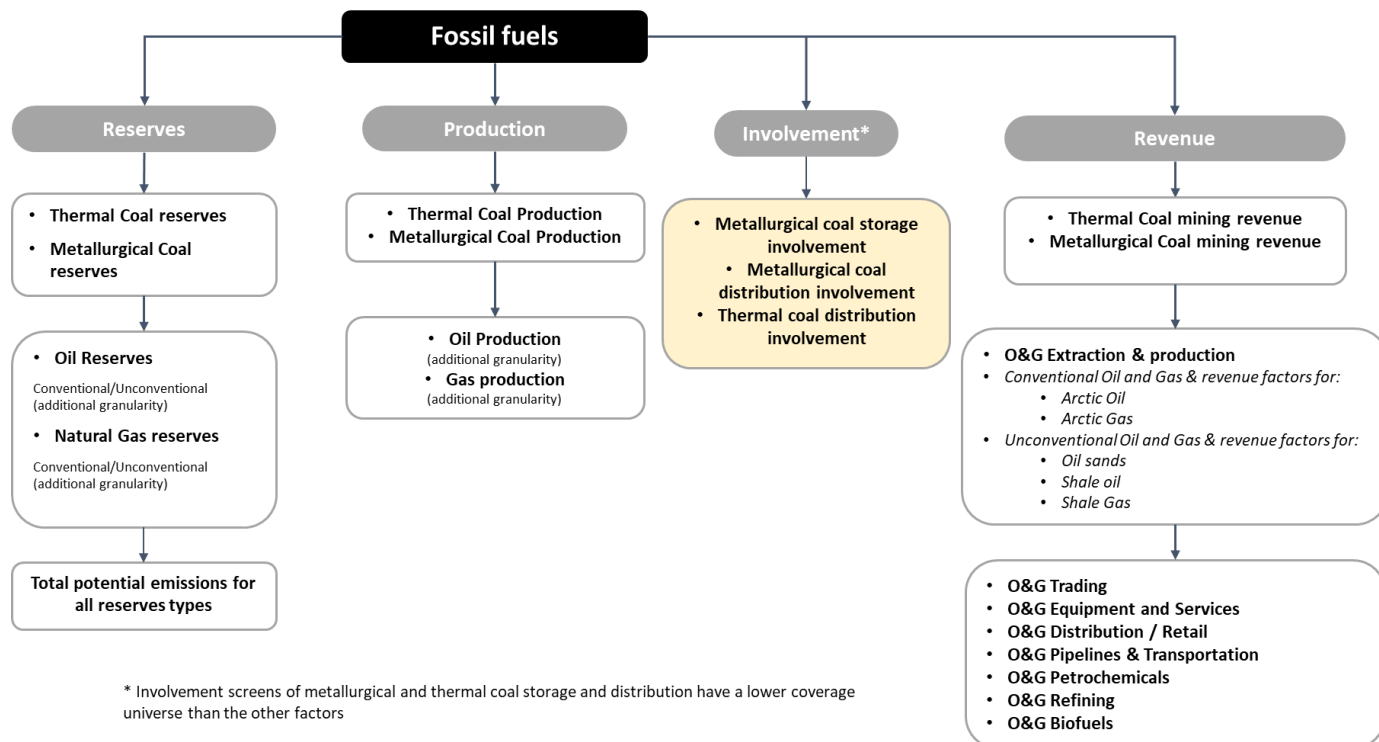 Fossil fuels
Reserves
• Thermal Coal reserves
• Metallurgical Coal
reserves
• Oil Reserves
Conventional/Unconventional
(additional granularity)
• Natural Gas reserves
Conventional/Unconventional
(additional granularity)
Total potential emissions for
all reserves types
Production
• Thermal Coal Production
• Metallurgical Coal Production
• Oil Production
(additional granularity)
• Gas production
(additional granularity)
Involvement*
• Metallurgical coal storage
involvement
• Metallurgical coal
distribution involvement
• Thermal coal distribution
involvement
Revenue
• Thermal Coal mining revenue
• Metallurgical Coal mining revenue
• O&G Extraction & production
• Conventional Oil and Gas & revenue factors for:
• Arctic Oil
• Arctic Gas
• Unconventional Oil and Gas & revenue factors for:
• Oil sands
• Shale oil
• Shale Gas
• O&G Trading
• O&G Equipment and Services
• O&G Distribution / Retail
• O&G Pipelines & Transportation
• O&G Petrochemicals
• O&G Refining
• O&G Biofuels
* Involvement screens of metallurgical and thermal coal storage and distribution have a lower coverage
universe than the other factors